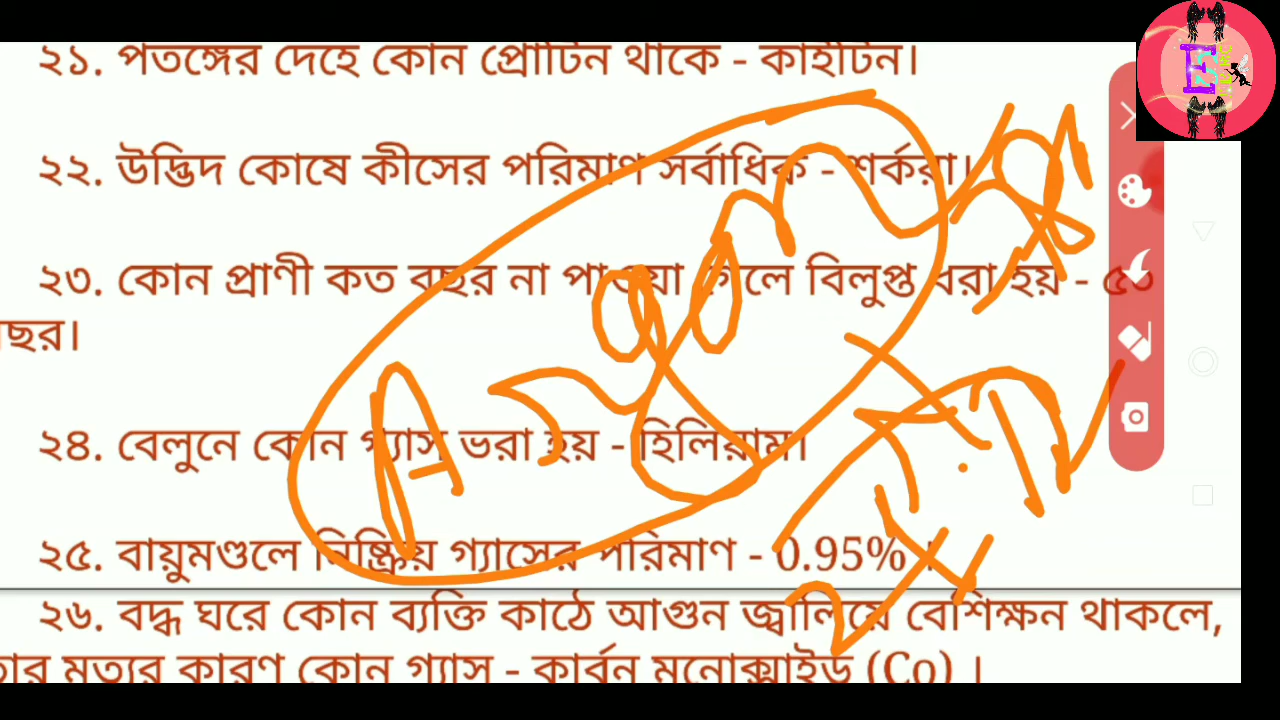 ২১. পতঙ্গের দেহে কোন প্রোটিন থাকে - কাইটিন।
২২. উদ্ভিদ কোষে কীসের পরিমাণ সর্বাধিক - শর্করা।
২৩. কোন প্রাণী কত বছর না পাওয়া গেলে বিলুপ্ত ধরা হয় - ৫০
বছর।
২৪. বেলুনে কোন গ্যাস ভরা হয় - হিলিয়াম।
২৫. বায়ুমণ্ডলে নিষ্ক্রিয় গ্যাসের পরিমাণ - 0.95% ।
২৬. বদ্ধ ঘরে কোন ব্যক্তি কাঠে আগুন জ্বালিয়ে বেশিক্ষন থাকলে,
তার মৃত্যুর কারণ কোন গ্যাস - কার্বন মনোক্সাইড (Co) ।